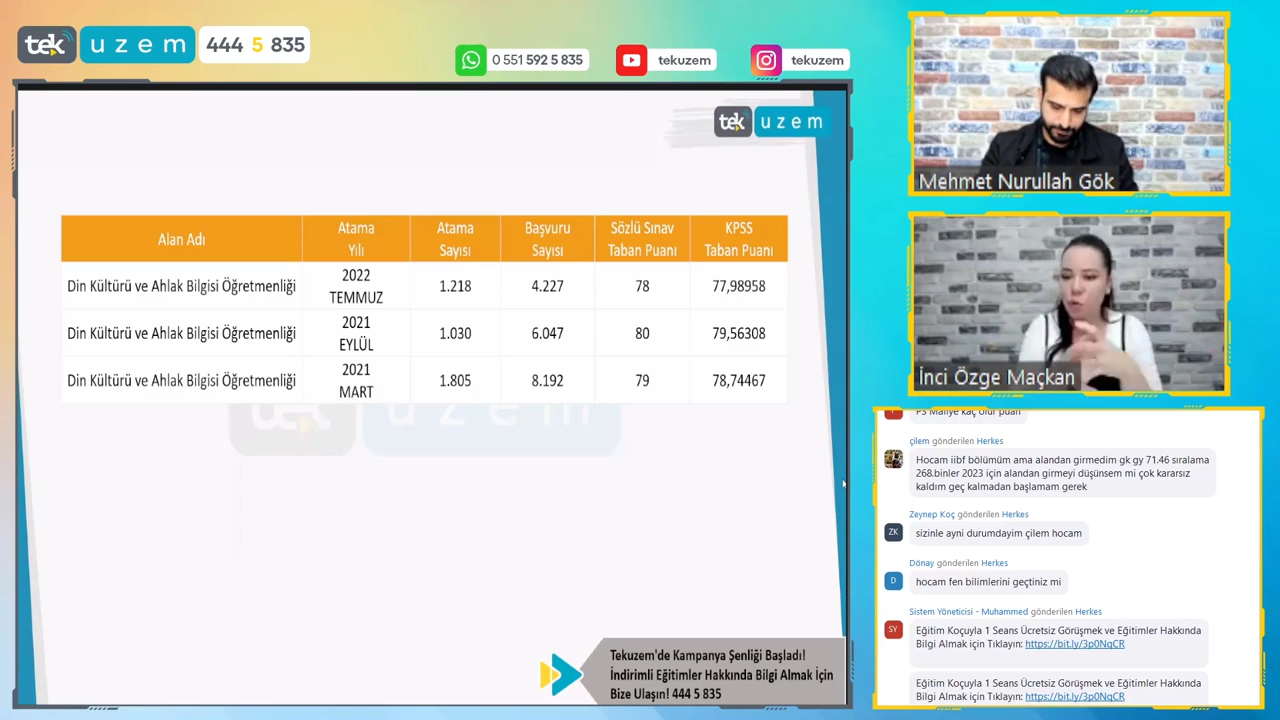 tek uzem 444 5 835
0 551 592 5 835
tekuzem
tekuzem
tek uzem
Alan Adı | Atama Yılı | Atama Sayısı | Başvuru Sayısı | Sözlü Sınav Taban Puanı | KPSS Taban Puanı
Din Kültürü ve Ahlak Bilgisi Öğretmenliği | 2022 TEMMUZ | 1.218 | 4.227 | 78 | 77,98958
Din Kültürü ve Ahlak Bilgisi Öğretmenliği | 2021 EYLÜL | 1.030 | 6.047 | 80 | 79,56308
Din Kültürü ve Ahlak Bilgisi Öğretmenliği | 2021 MART | 1.805 | 8.192 | 79 | 78,74467
tek uzem
Tekuzem'de Kampanya Şenliği Başladı!
İndirimli Eğitimler Hakkında Bilgi Almak İçin
Bize Ulaşın! 444 5 835
Mehmet Nurullah Gök
İnci Özge Maçkan
PS Maliye kaç olur puan
çilem gönderilen Herkes
Hocam iibf bölümüm ama alandan girmedim gk gy 71.46 sıralama
268.binler 2023 için alandan girmeyi düşünsem mi çok kararsız
kaldım geç kalmadan başlamam gerek
Zeynep Koç gönderilen Herkes
ZK
sizinle ayni durumdayim çilem hocam
Dönay gönderilen Herkes
D
hocam fen bilimlerini geçtiniz mi
Sistem Yöneticisi - Muhammed gönderilen Herkes
SY
Eğitim Koçuyla 1 Seans Ücretsiz Görüşmek ve Eğitimler Hakkında
Bilgi Almak için Tıklayın: https://bit.ly/3p0NqCR
Eğitim Koçuyla 1 Seans Ücretsiz Görüşmek ve Eğitimler Hakkında
Bilgi Almak için Tıklayın: https://bit.ly/3p0NqCR